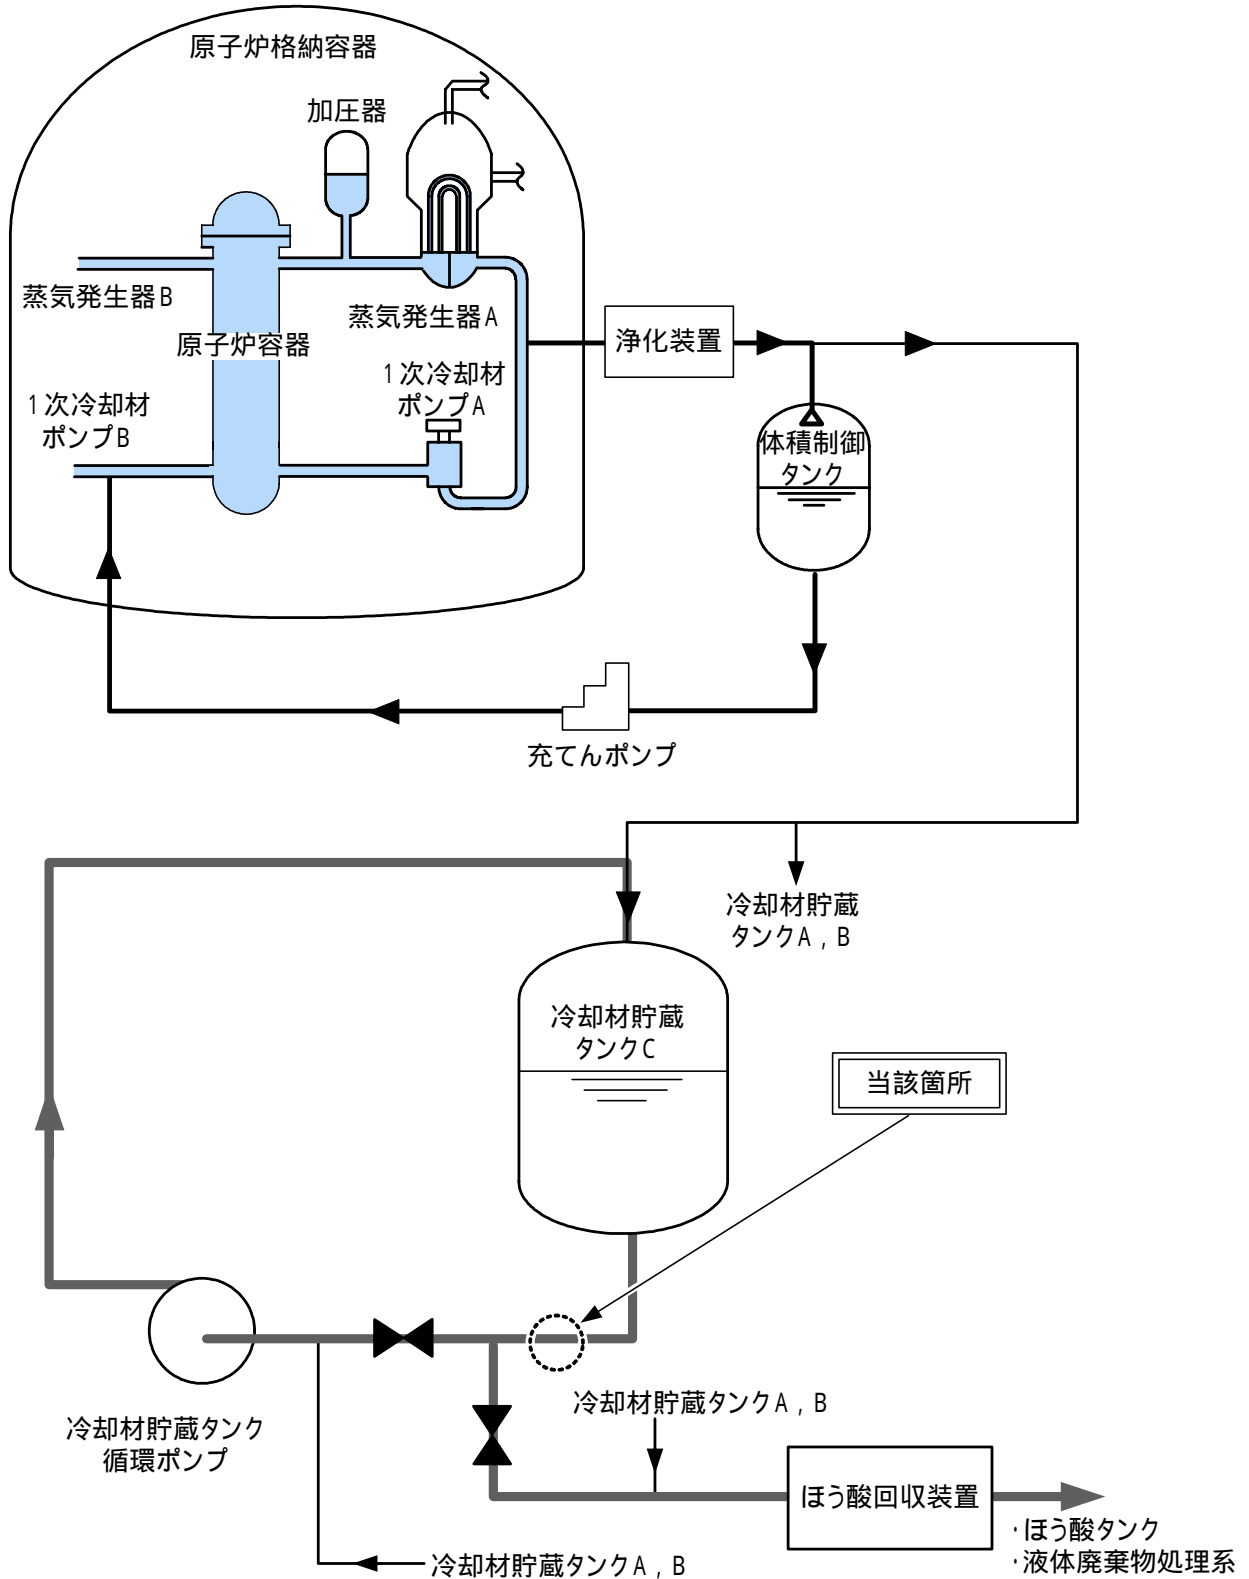 原子炉格納容器
加圧器
蒸気発生器B
蒸気発生器A
原子炉容器
1次冷却材
ポンプA
1次冷却材
ポンプB
浄化装置
体積制御
タンク
充てんポンプ
冷却材貯蔵
タンクA,B
冷却材貯蔵
タンクC
当該箇所
冷却材貯蔵タンクA,B
冷却材貯蔵タンク
循環ポンプ
ほう酸回収装置
・ほう酸タンク
・液体廃棄物処理系
冷却材貯蔵タンクA,B